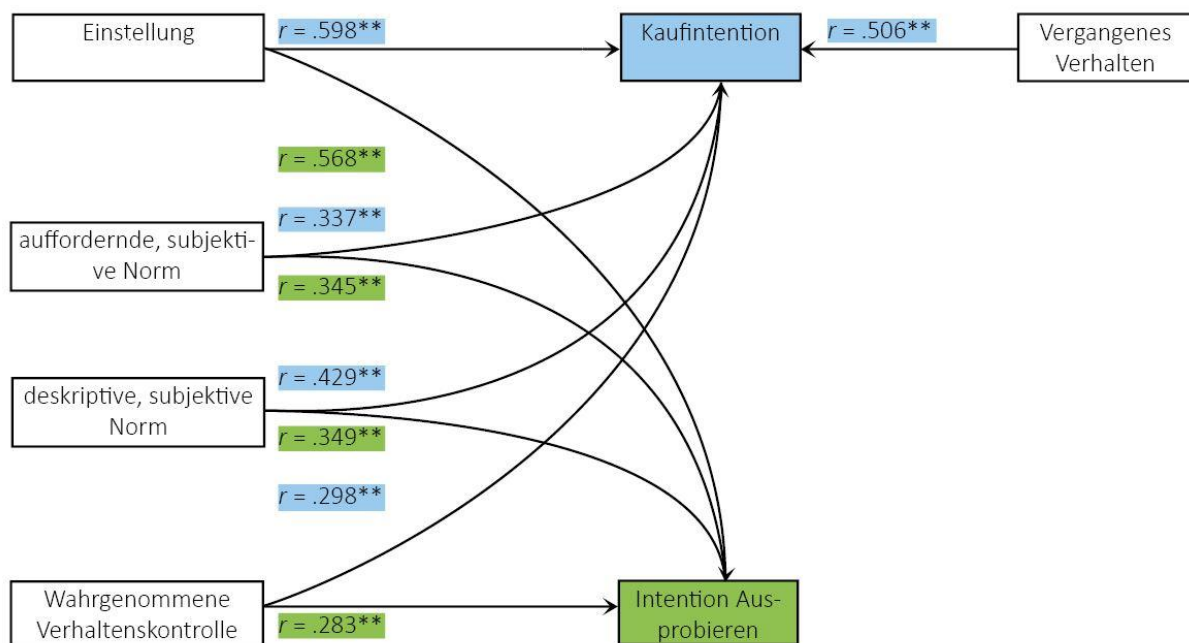 Einstellung
r = .598**
Kaufintention
r = .506**
Vergangenes
Verhalten
r = .568**
auffordernde, subjekti-
ve Norm
r = .337**
r = .345**
deskriptive, subjektive
Norm
r = .429**
r = .349**
r = .298**
Wahrgenommene
Verhaltenskontrolle
r = .283**
Intention Aus-
probieren